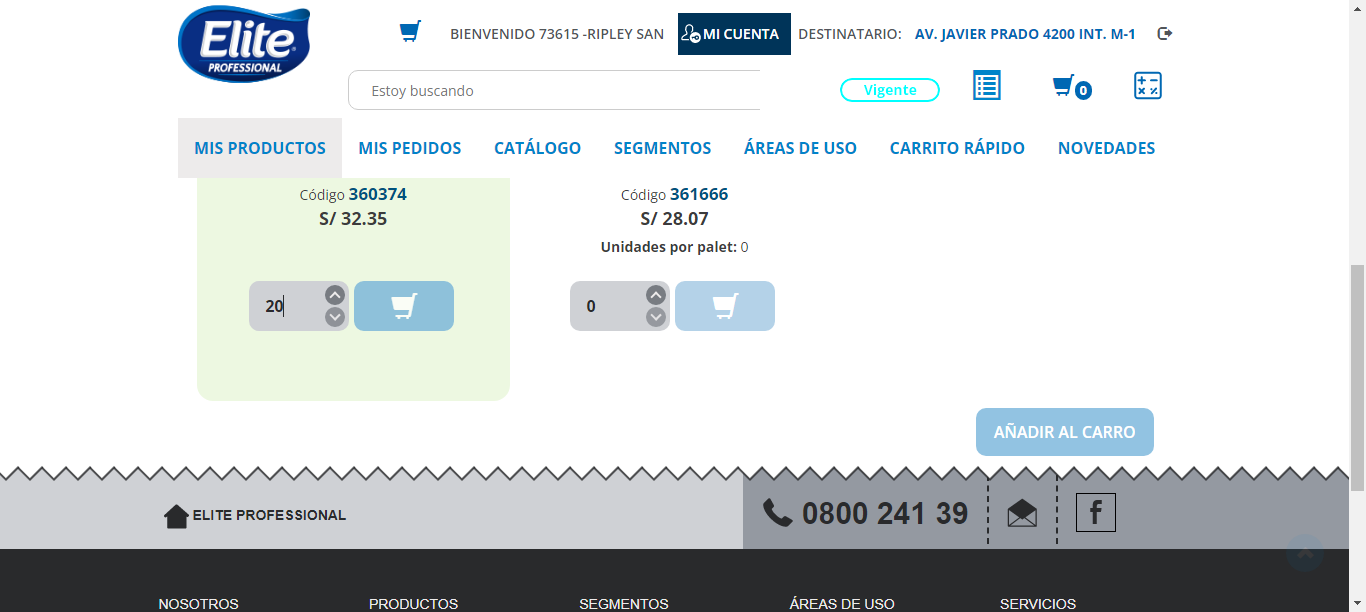 Elite
PROFESSIONAL
BIENVENIDO 73615 -RIPLEY SAN
MI CUENTA
DESTINATARIO:
AV. JAVIER PRADO 4200 INT. M-1
Estoy buscando
Vigente
0
MIS PRODUCTOS
MIS PEDIDOS
CATÁLOGO
SEGMENTOS
ÁREAS DE USO
CARRITO RÁPIDO
NOVEDADES
Código 360374
S/ 32.35
20
Código 361666
S/ 28.07
Unidades por palet: 0
0
AÑADIR AL CARRO
ELITE PROFESSIONAL
0800 241 39
f
NOSOTROS
PRODUCTOS
SEGMENTOS
ÁREAS DE USO
SERVICIOS